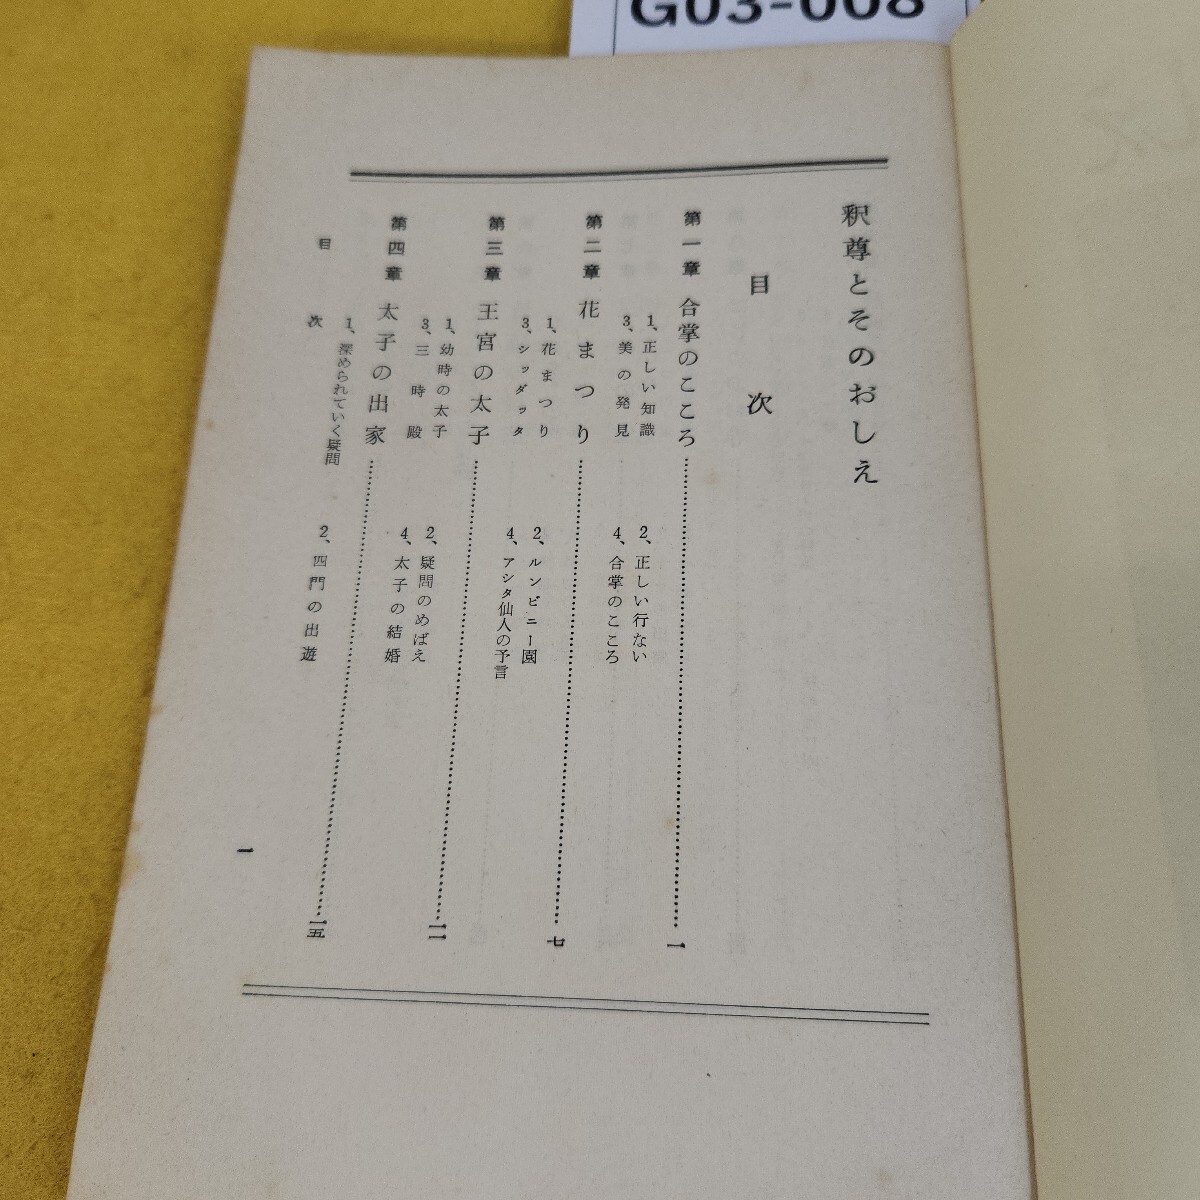 G03-008
釈尊とそのおしえ
目次
第一章 合掌のこころ……一
1、正しい知識 2、正しい行ない
3、美の発見 4、合掌のこころ
第二章 花まつり……七
1、花まつり 2、ルンビニー園
3、シッダッタ 4、アシタ仙人の予言
第三章 王宮の太子……一一
1、幼時の太子 2、疑問のめばえ
3、三時殿 4、太子の結婚
第四章 太子の出家……一五
1、深められていく疑問 2、四門の出遊
目次 一